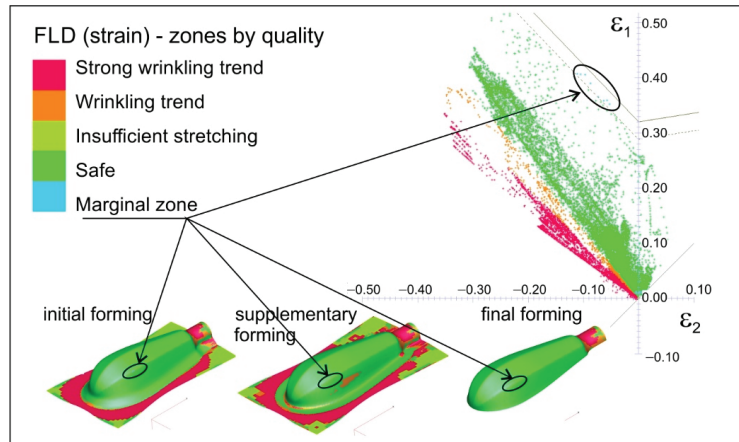 FLD (strain) - zones by quality
Strong wrinkling trend
Wrinkling trend
Insufficient stretching
Safe
Marginal zone
ε1
0.50
0.40
0.30
0.20
0.10
−0.50 −0.40 −0.30 −0.20 −0.10 0.00 0.10
ε2
−0.10
initial forming
supplementary
forming
final forming